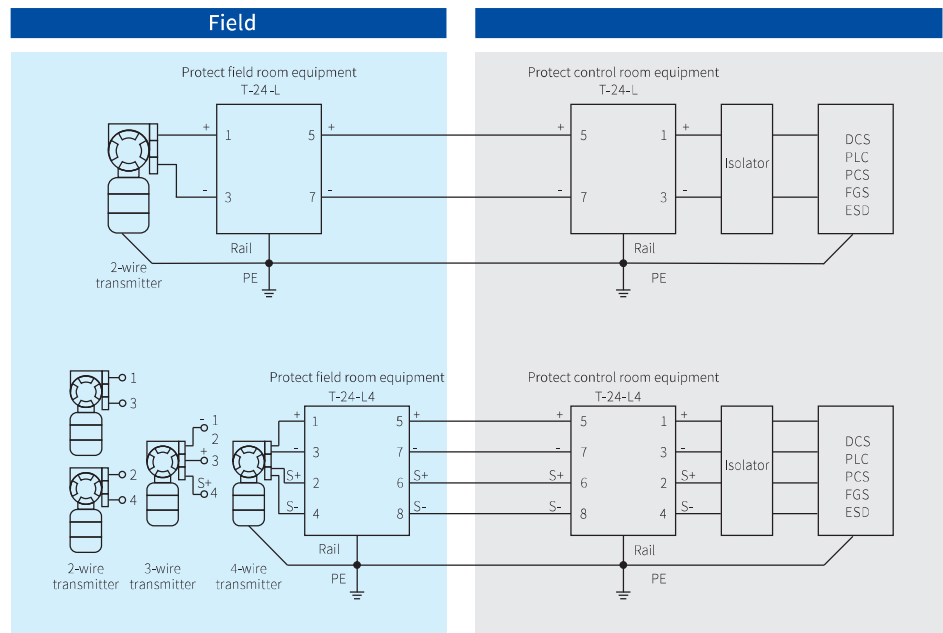 Field
Protect field room equipment
T-24-L
Protect control room equipment
T-24-L
+ 1 5 +
+ 5 1 +
- 3 7 -
- 7 3 -
Isolator
DCS
PLC
PCS
FGS
ESD
Rail
PE
Rail
PE
2-wire
transmitter
Protect field room equipment
T-24-L4
Protect control room equipment
T-24-L4
1
3
2
4
- 1
2
+ 3
S+ 4
+ 1 5 +
- 3 7 -
S+ 2 6 S+
S- 4 8 S-
+ 5 1 +
- 7 3 -
S+ 6 2 S+
S- 8 4 S-
Isolator
DCS
PLC
PCS
FGS
ESD
Rail
PE
Rail
PE
2-wire
transmitter
3-wire
transmitter
4-wire
transmitter